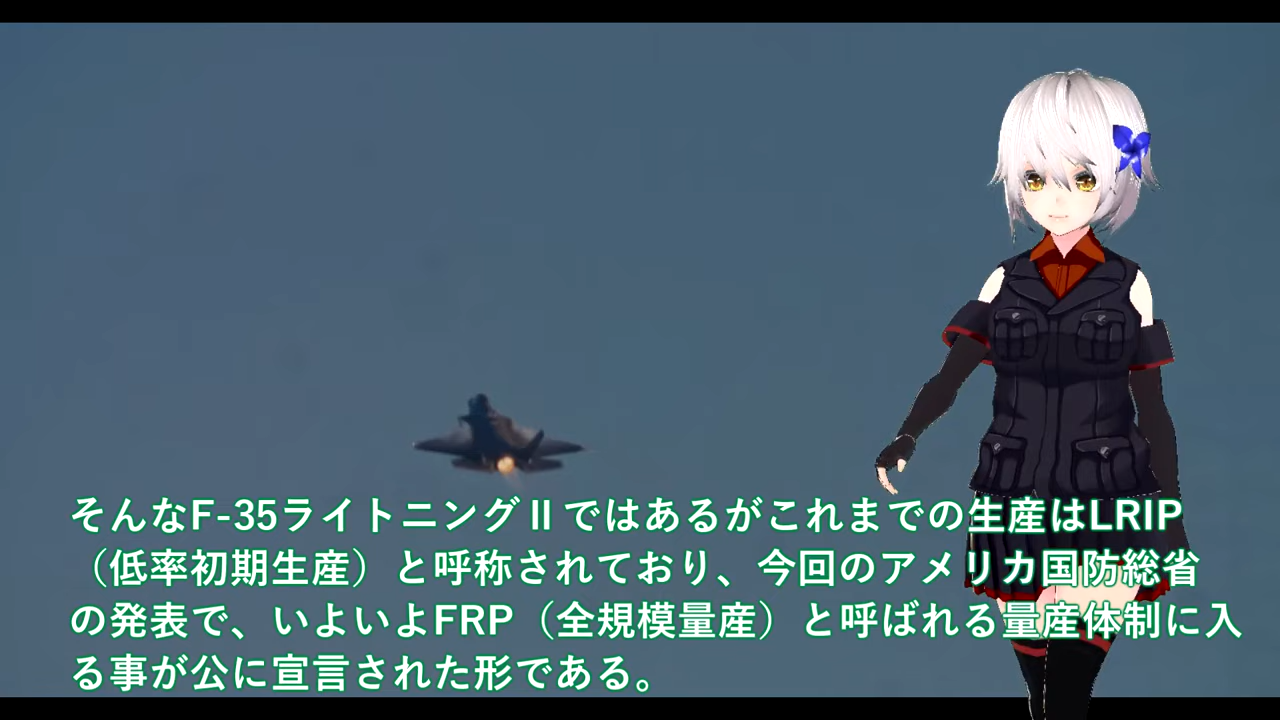 そんなF-35ライトニングⅡではあるがこれまでの生産はLRIP
（低率初期生産）と呼称されており、今回のアメリカ国防総省
の発表で、いよいよFRP（全規模量産）と呼ばれる量産体制に入
る事が公に宣言された形である。